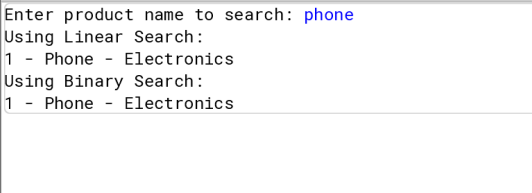 Enter product name to search: phone
Using Linear Search:
1 - Phone - Electronics
Using Binary Search:
1 - Phone - Electronics